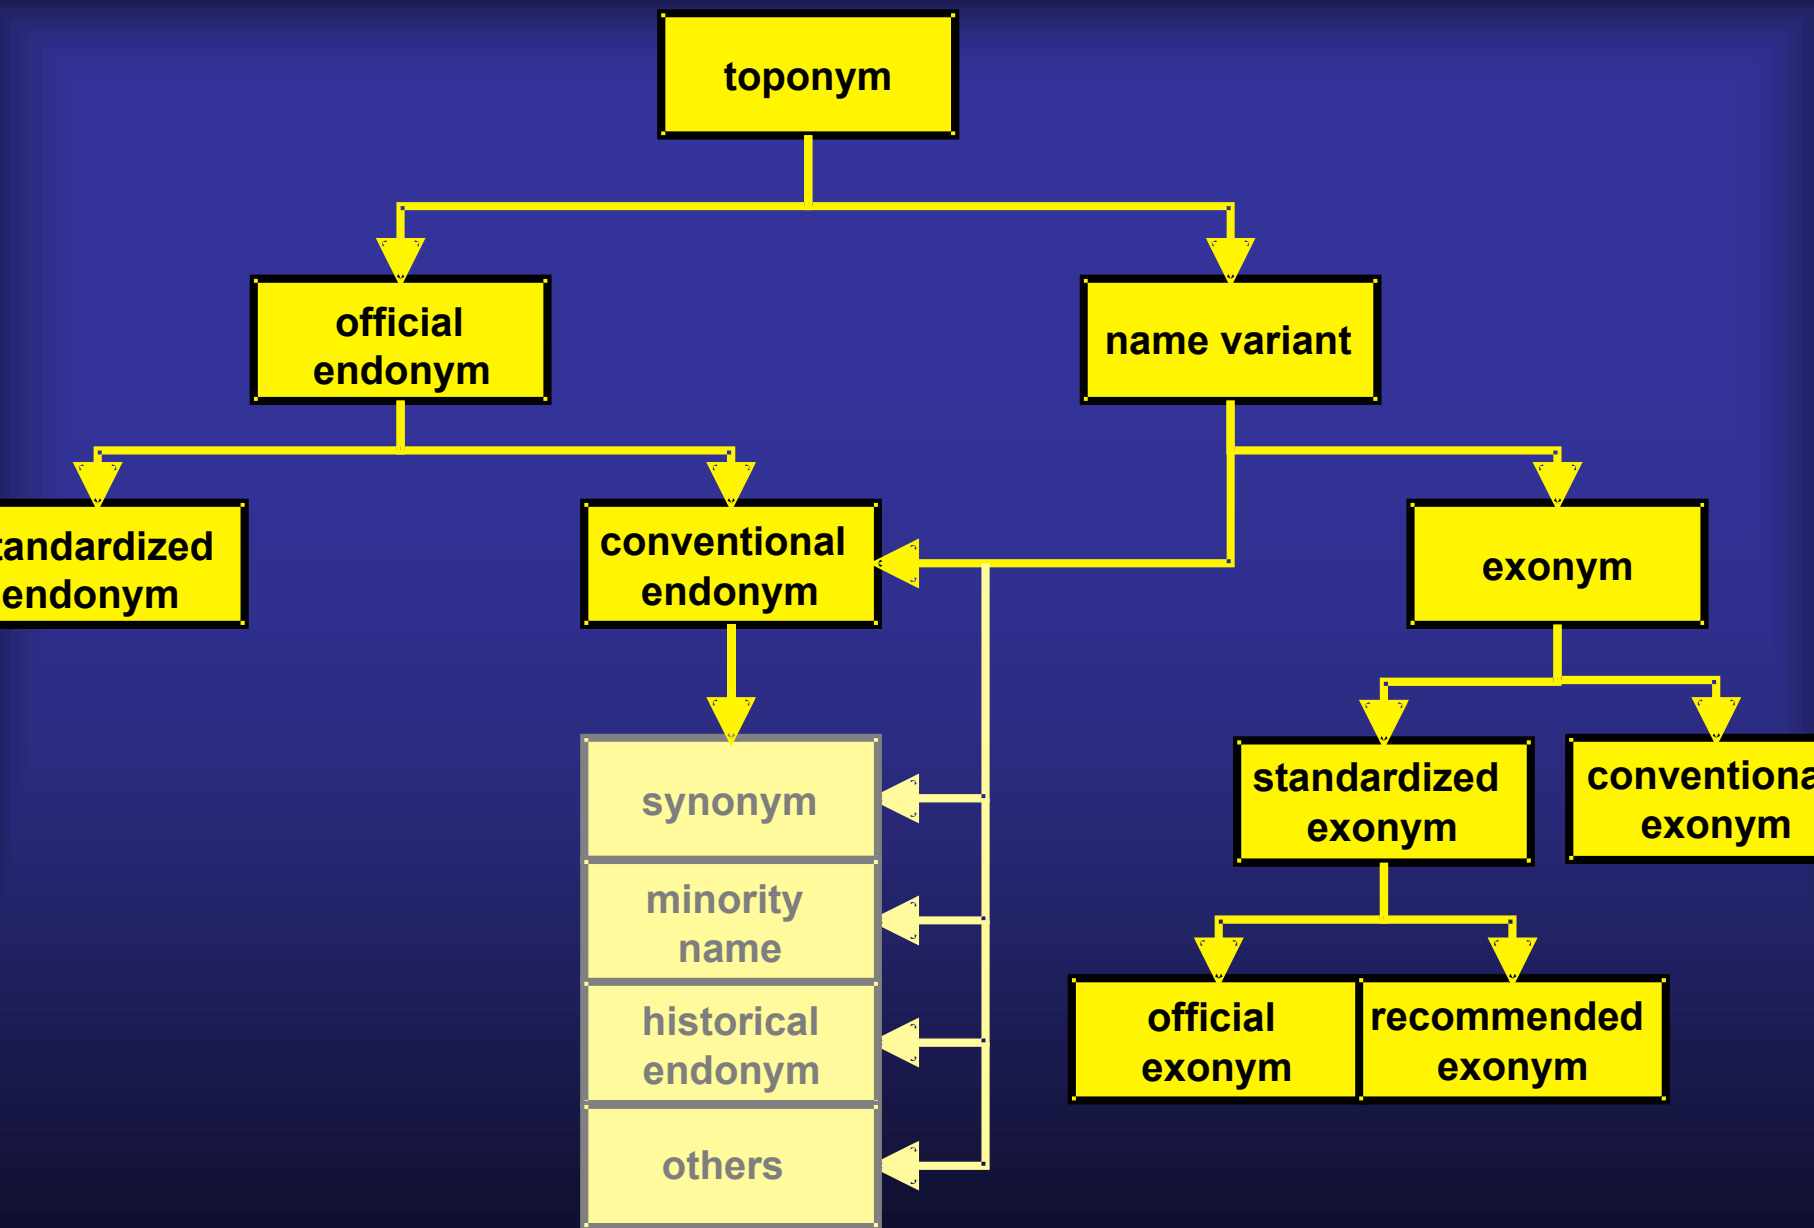 toponym
official
endonym
name variant
tandardized
endonym
conventional
endonym
exonym
synonym
minority
name
historical
endonym
others
standardized
exonym
conventiona
exonym
official
exonym
recommended
exonym